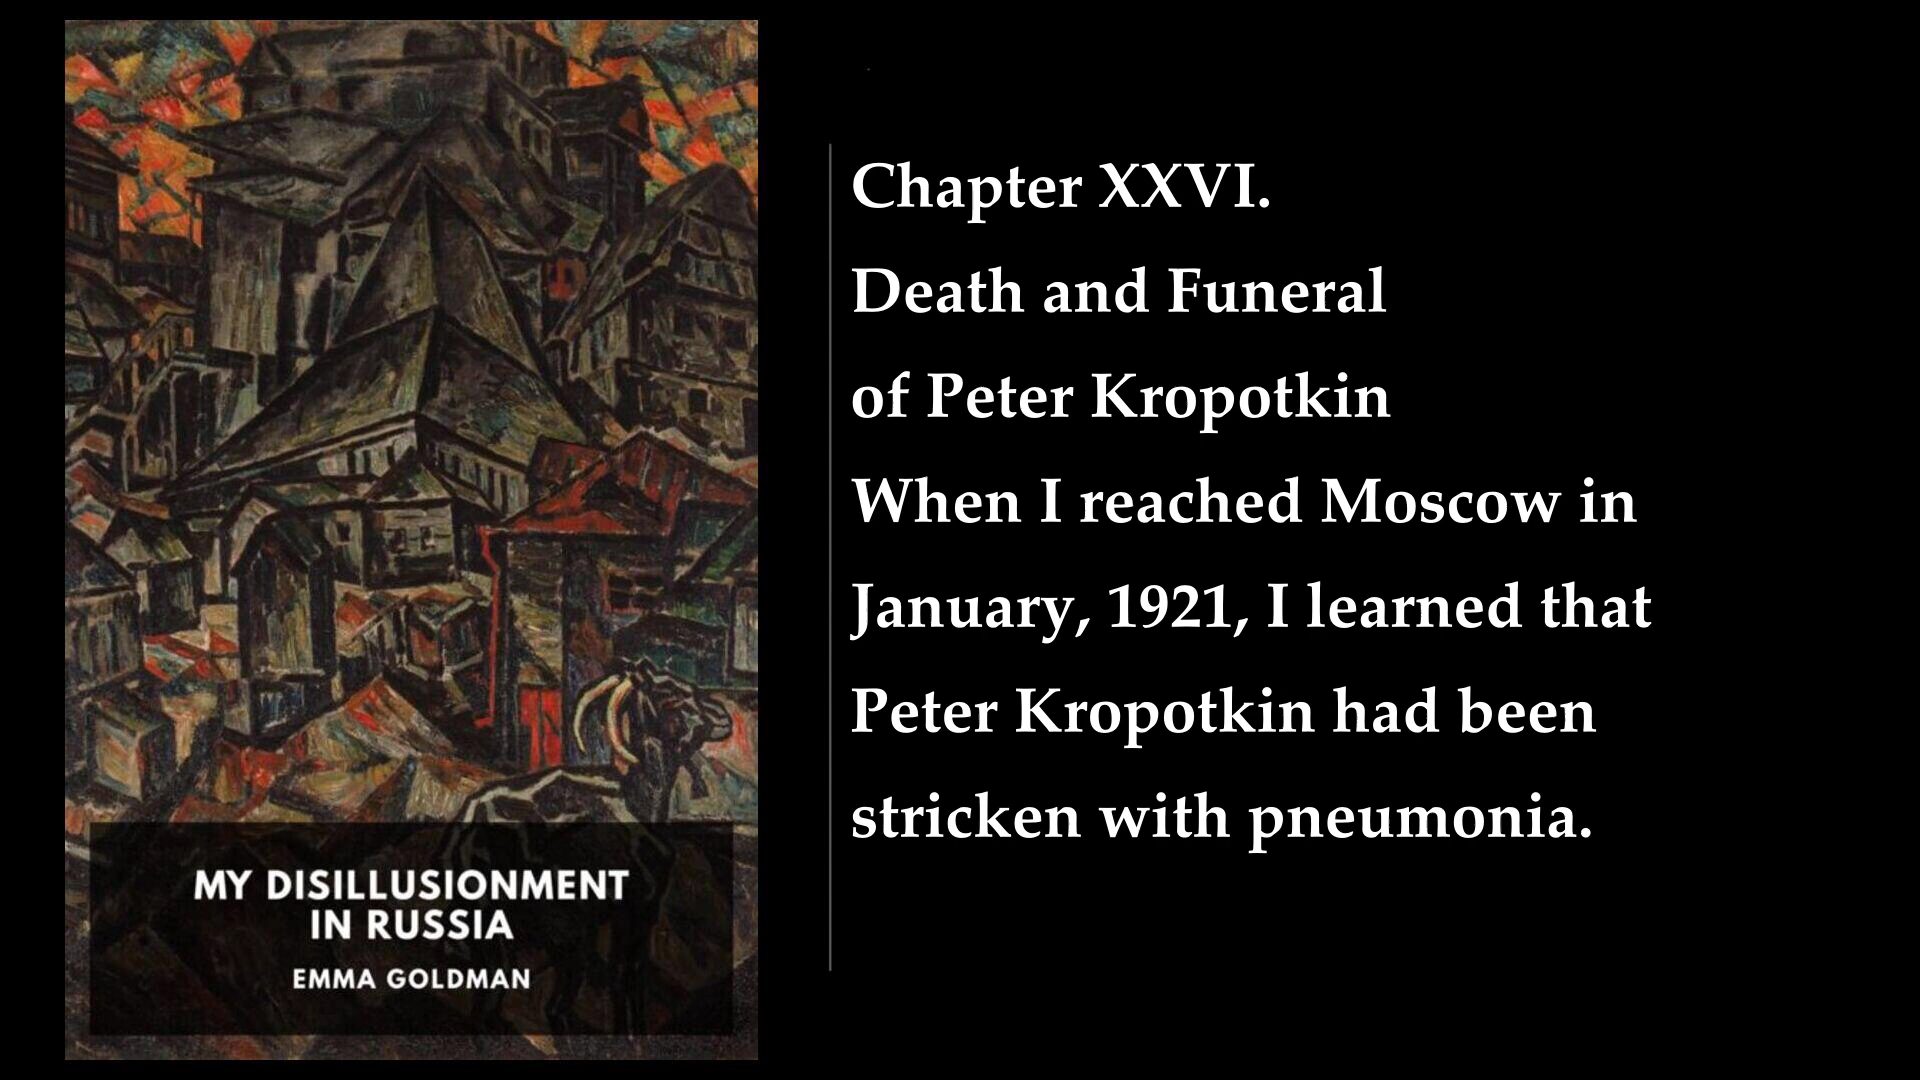 MY DISILLUSIONMENT
IN RUSSIA
EMMA GOLDMAN
Chapter XXVI.
Death and Funeral
of Peter Kropotkin
When I reached Moscow in
January, 1921, I learned that
Peter Kropotkin had been
stricken with pneumonia.